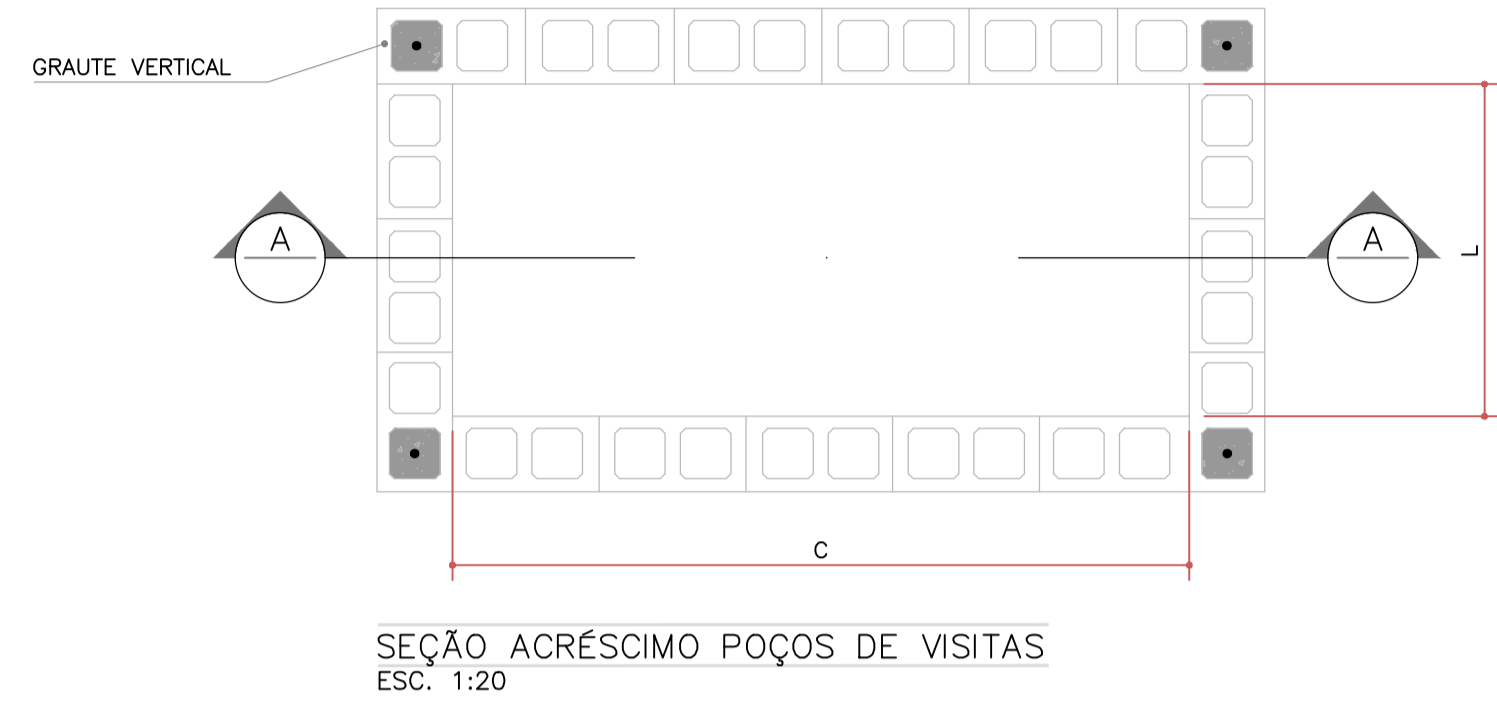 GRAUTE VERTICAL
A
A
L
C
SEÇÃO ACRÉSCIMO POÇOS DE VISITAS
ESC. 1:20